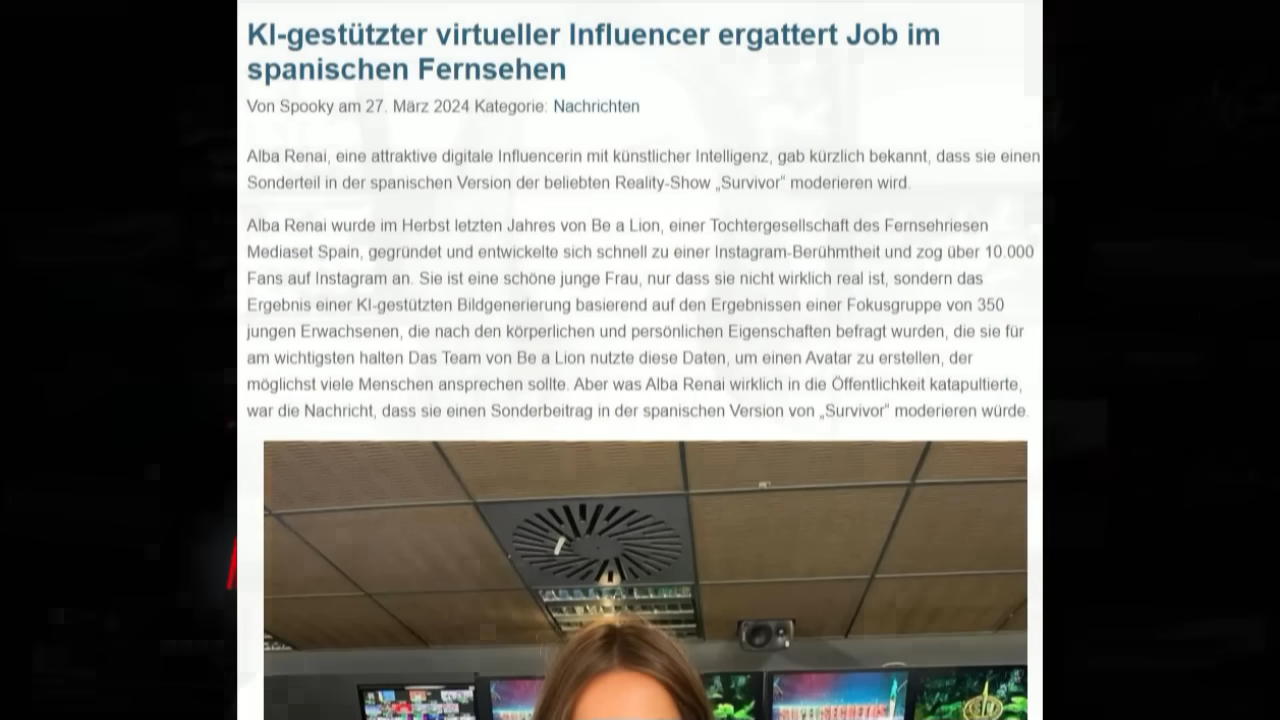 KI-gestützter virtueller Influencer ergattert Job im
spanischen Fernsehen
Von Spooky am 27. März 2024 Kategorie: Nachrichten
Alba Renai, eine attraktive digitale Influencerin mit künstlicher Intelligenz, gab kürzlich bekannt, dass sie einen
Sonderteil in der spanischen Version der beliebten Reality-Show „Survivor“ moderieren wird.
Alba Renai wurde im Herbst letzten Jahres von Be a Lion, einer Tochtergesellschaft des Fernsehriesen
Mediaset Spain, gegründet und entwickelte sich schnell zu einer Instagram-Berühmtheit und zog über 10.000
Fans auf Instagram an. Sie ist eine schöne junge Frau, nur dass sie nicht wirklich real ist, sondern das
Ergebnis einer KI-gestützten Bildgenerierung basierend auf den Ergebnissen einer Fokusgruppe von 350
jungen Erwachsenen, die nach den körperlichen und persönlichen Eigenschaften befragt wurden, die sie für
am wichtigsten halten Das Team von Be a Lion nutzte diese Daten, um einen Avatar zu erstellen, der
möglichst viele Menschen ansprechen sollte. Aber was Alba Renai wirklich in die Öffentlichkeit katapultierte,
war die Nachricht, dass sie einen Sonderbeitrag in der spanischen Version von „Survivor“ moderieren würde.